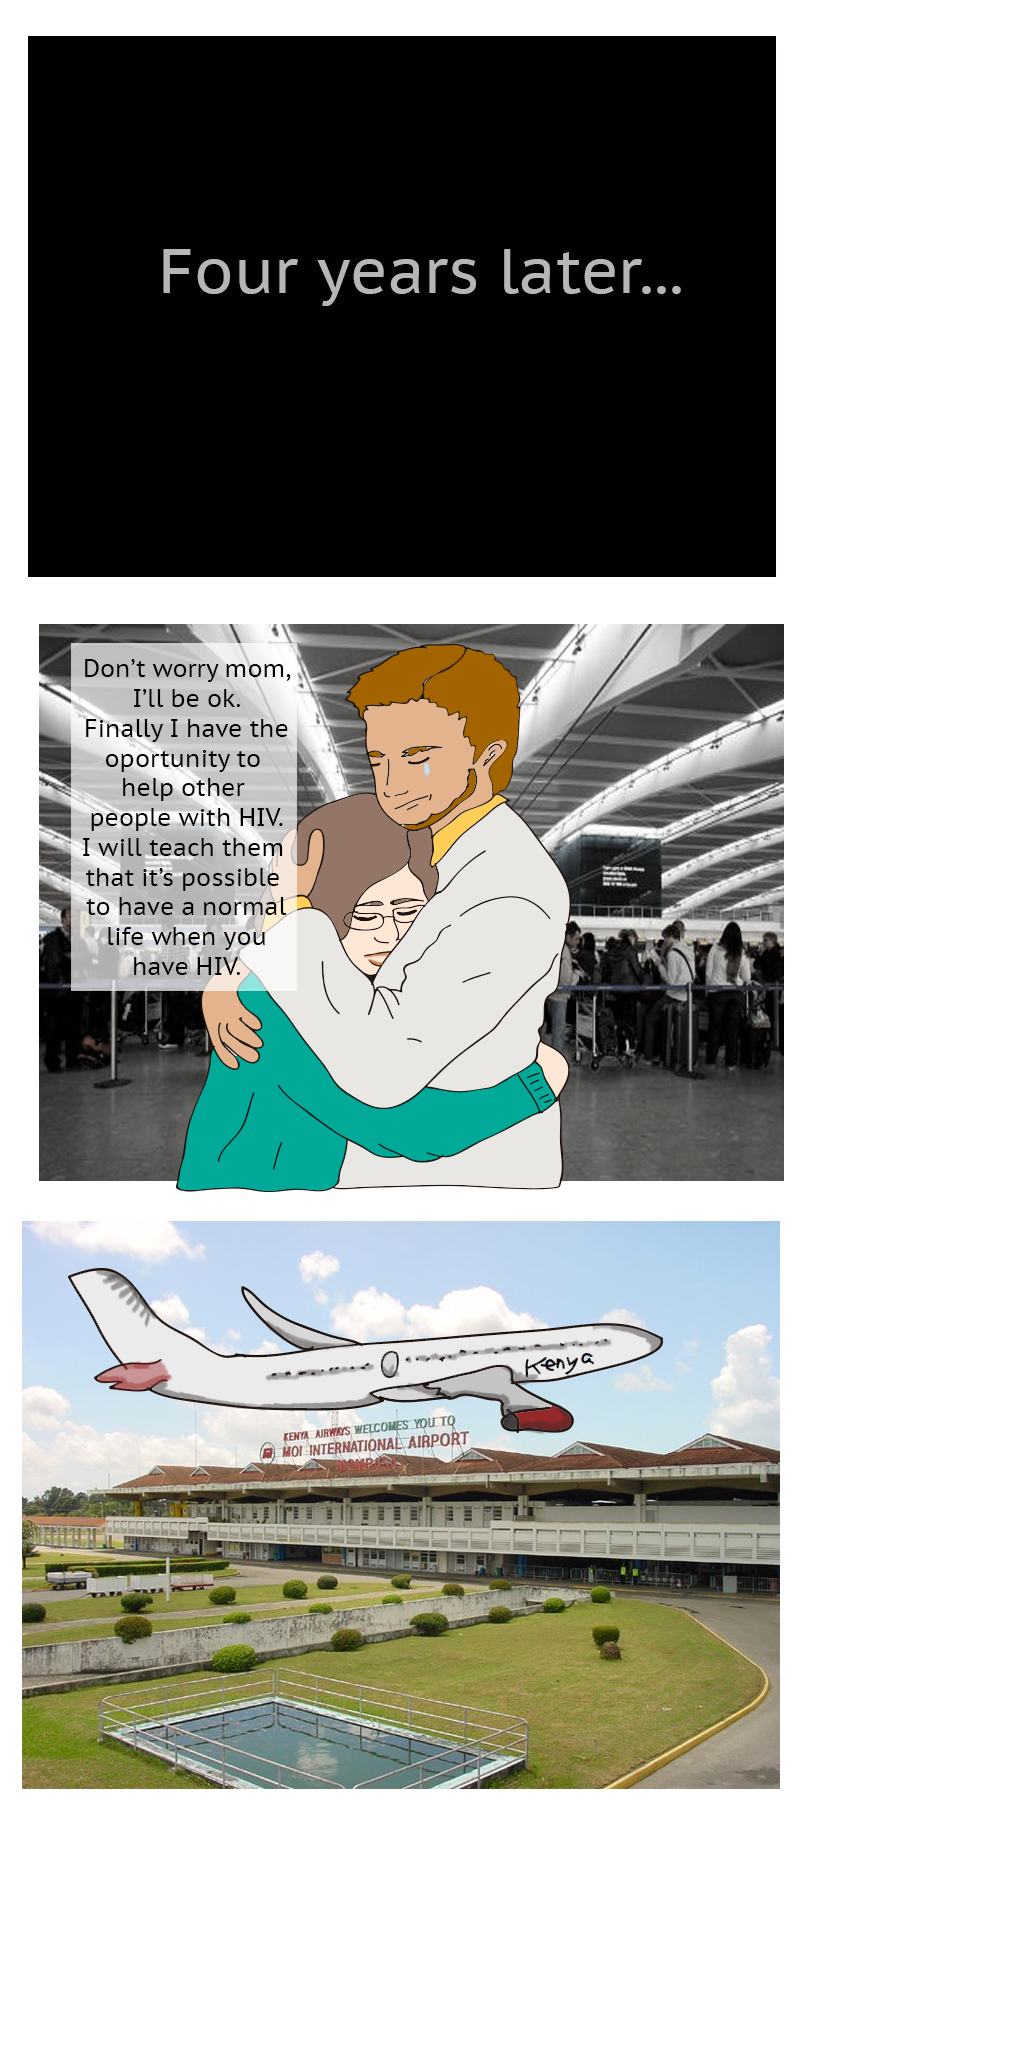 Four years later...
Don't worry mom,
I'll be ok.
Finally I have the
oportunity to
help other
people with HIV.
I will teach them
that it's possible
to have a normal
life when you
have HIV.
Kenya
KENYA AIRWAYS WELCOMES YOU TO
MOI INTERNATIONAL AIRPORT